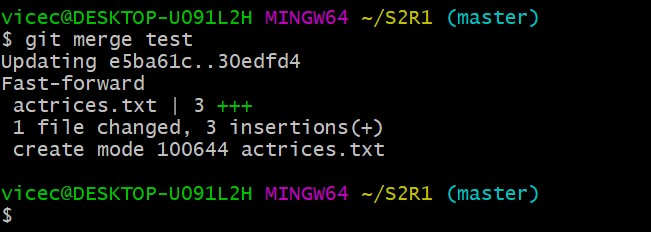 vicec@DESKTOP-U091L2H MINGW64 ~/S2R1 (master)
$ git merge test
Updating e5ba61c..30edfd4
Fast-forward
 actrices.txt | 3 +++
 1 file changed, 3 insertions(+)
 create mode 100644 actrices.txt

vicec@DESKTOP-U091L2H MINGW64 ~/S2R1 (master)
$